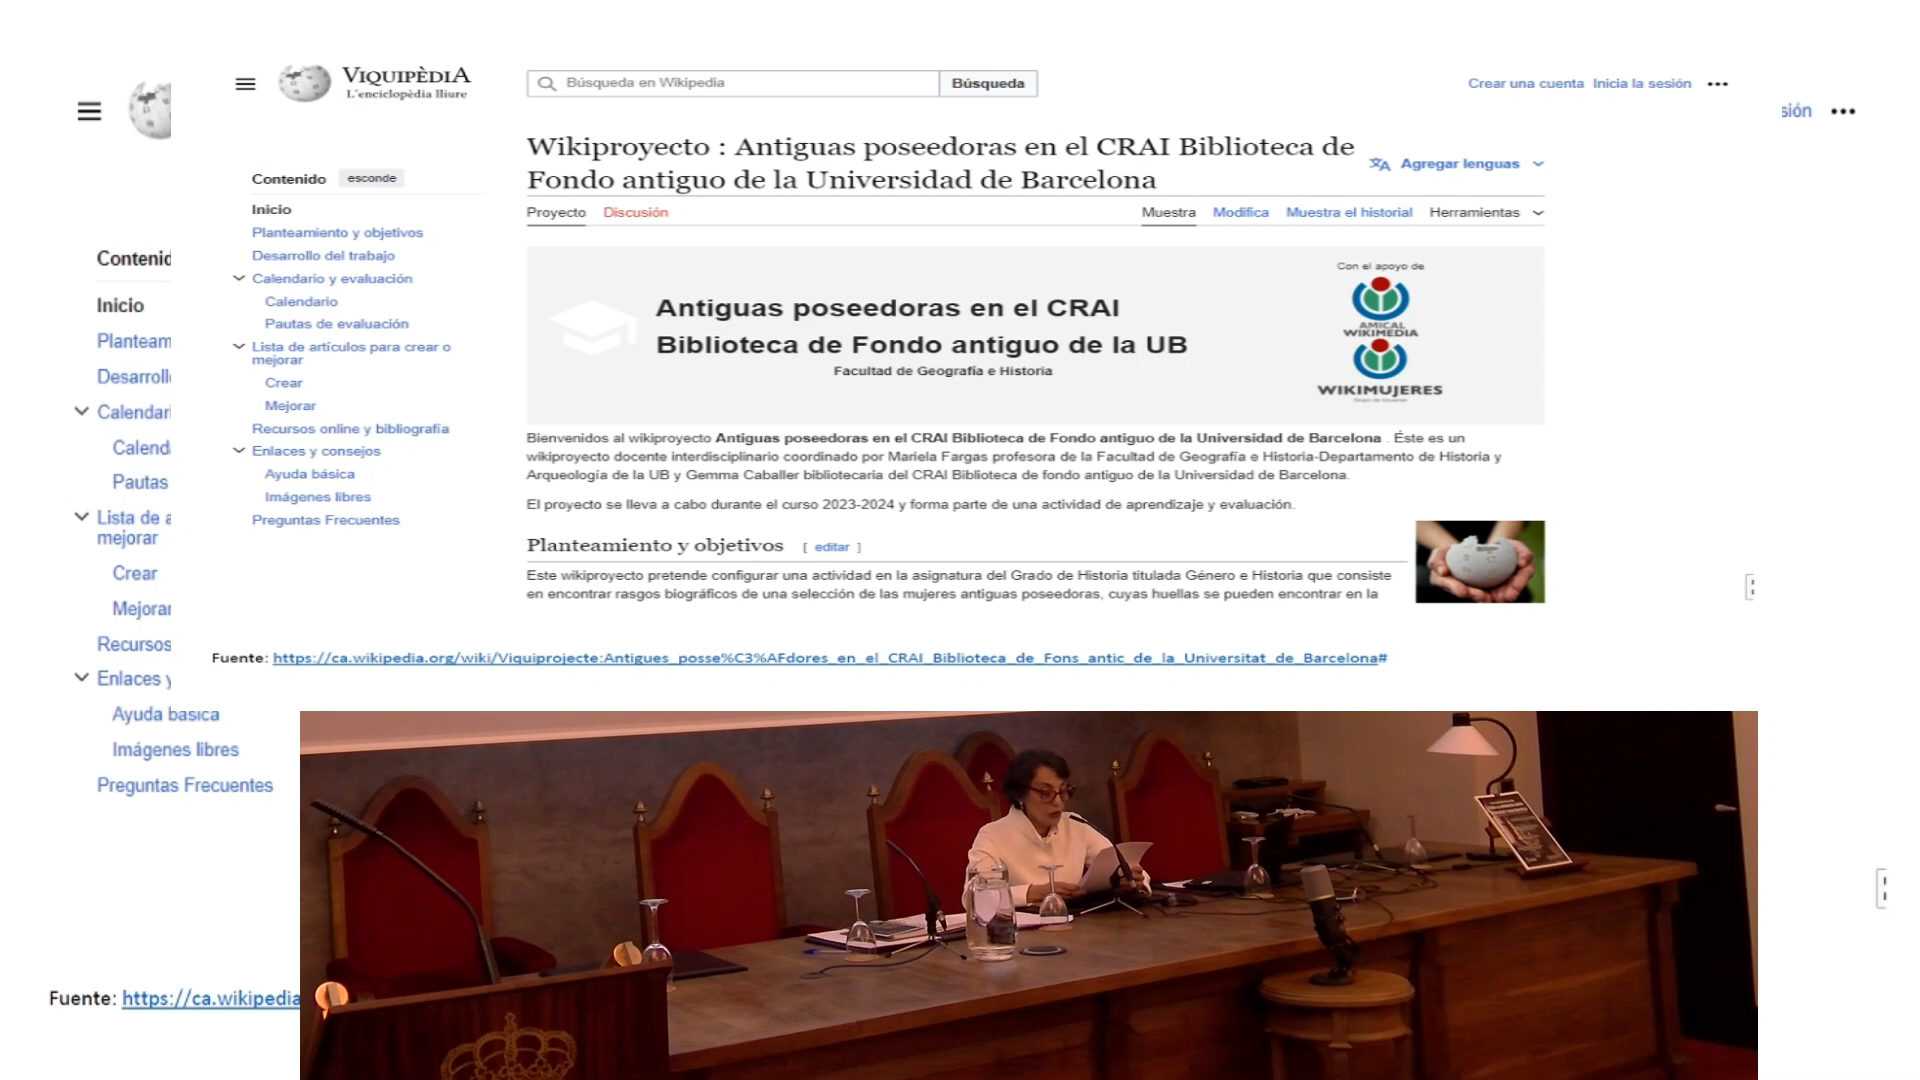 VIQUIPÈDIA
L'enciclopèdia lliure
Búsqueda en Wikipedia
Búsqueda
Crear una cuenta Inicia la sesión
sión
Wikiproyecto : Antiguas poseedoras en el CRAI Biblioteca de
Fondo antiguo de la Universidad de Barcelona
Agregar lenguas
Proyecto Discusión
Muestra Modifica Muestra el historial Herramientas
Contenido esconde
Inicio
Planteamiento y objetivos
Desarrollo del trabajo
Calendario y evaluación
Calendario
Pautas de evaluación
Lista de artículos para crear o
mejorar
Crear
Mejorar
Recursos online y bibliografía
Enlaces y consejos
Ayuda básica
Imágenes libres
Preguntas Frecuentes
Antiguas poseedoras en el CRAI
Biblioteca de Fondo antiguo de la UB
Facultad de Geografía e Historia
Con el apoyo de
AMICAL
WIKIMEDIA
WIKIMUJERES
Bienvenidos al wikiproyecto Antiguas poseedoras en el CRAI Biblioteca de Fondo antiguo de la Universidad de Barcelona . Éste es un
wikiproyecto docente interdisciplinario coordinado por Mariela Fargas profesora de la Facultad de Geografía e Historia-Departamento de Historia y
Arqueología de la UB y Gemma Caballer bibliotecaria del CRAI Biblioteca de fondo antiguo de la Universidad de Barcelona.
El proyecto se lleva a cabo durante el curso 2023-2024 y forma parte de una actividad de aprendizaje y evaluación.
Planteamiento y objetivos [ editar ]
Este wikiproyecto pretende configurar una actividad en la asignatura del Grado de Historia titulada Género e Historia que consiste
en encontrar rasgos biográficos de una selección de las mujeres antiguas poseedoras, cuyas huellas se pueden encontrar en la
Fuente: https://ca.wikipedia.org/wiki/Viquiprojecte:Antigues_posse%C3%AFdores_en_el_CRAI_Biblioteca_de_Fons_antic_de_la_Universitat_de_Barcelona#
Contenid
Inicio
Planteam
Desarroll
Calendari
Calend
Pautas
Lista de a
mejorar
Crear
Mejorar
Recursos
Enlaces y
Ayuda basica
Imágenes libres
Preguntas Frecuentes
Fuente: https://ca.wikipedia